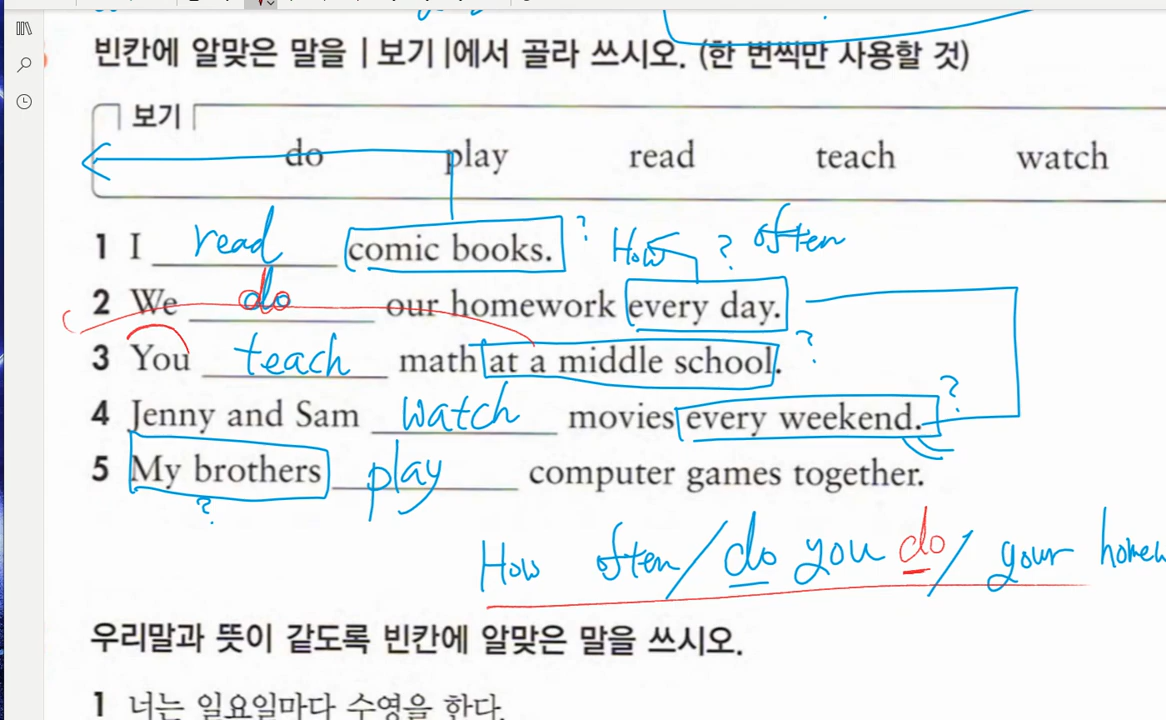 빈칸에 알맞은 말을 | 보기 |에서 골라 쓰시오. (한 번씩만 사용할 것)
보기
do play read teach watch
1 I read comic books. ? How ? often
2 We do our homework every day.
3 You teach math at a middle school. ?
4 Jenny and Sam watch movies every weekend. ?
5 My brothers play computer games together.
?
How often / do you do / your homew
우리말과 뜻이 같도록 빈칸에 알맞은 말을 쓰시오.
1 너는 일요일마다 수영을 한다.